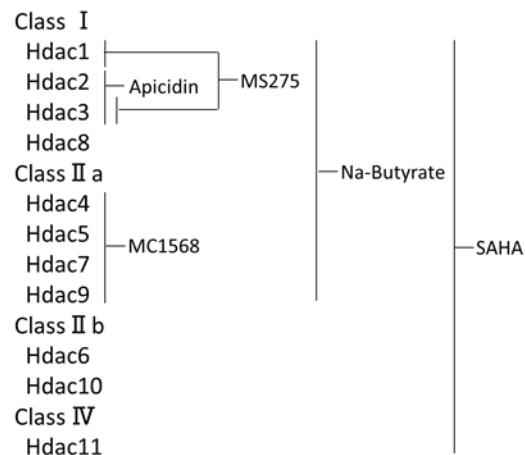 Class Ⅰ
Hdac1
Hdac2
Apicidin
MS275
Hdac3
Hdac8
Class Ⅱ a
Na-Butyrate
Hdac4
Hdac5
MC1568
SAHA
Hdac7
Hdac9
Class Ⅱ b
Hdac6
Hdac10
Class Ⅳ
Hdac11